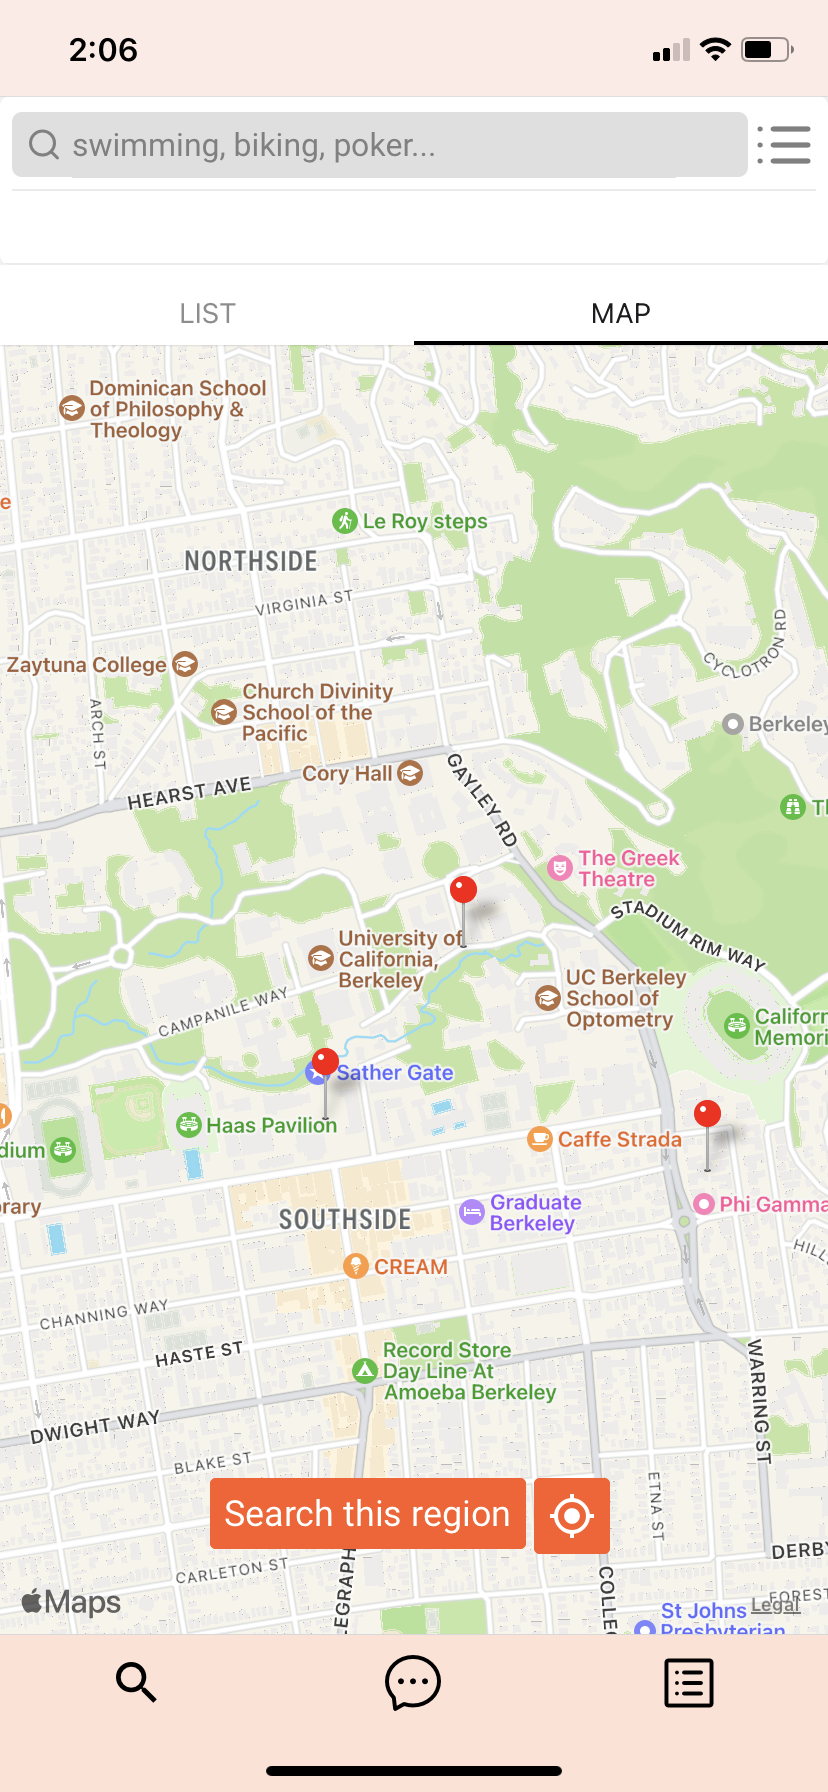 2:06
swimming, biking, poker...
LIST
MAP
Dominican School
of Philosophy &
Theology
e
Le Roy steps
NORTHSIDE
VIRGINIA ST
CYCLOTRON RD
Zaytuna College
Church Divinity
School of the
Pacific
ARCH ST
Berkeley
Cory Hall
GAYLEY RD
HEARST AVE
Th
The Greek
Theatre
STADIUM RIM WAY
University of
California,
Berkeley
UC Berkeley
School of
Optometry
CAMPANILE WAY
Californ
Memori
Sather Gate
Haas Pavilion
Caffe Strada
dium
Graduate
Berkeley
Phi Gamma
brary
SOUTHSIDE
HILLS
CREAM
CHANNING WAY
HASTE ST
Record Store
Day Line At
Amoeba Berkeley
WARRING ST
DWIGHT WAY
BLAKE ST
ETNA ST
Search this region
DERBY
CARLETON ST
LEGRAPH
COLLEG
FOREST
Maps
Legal
St Johns
Presbyterian